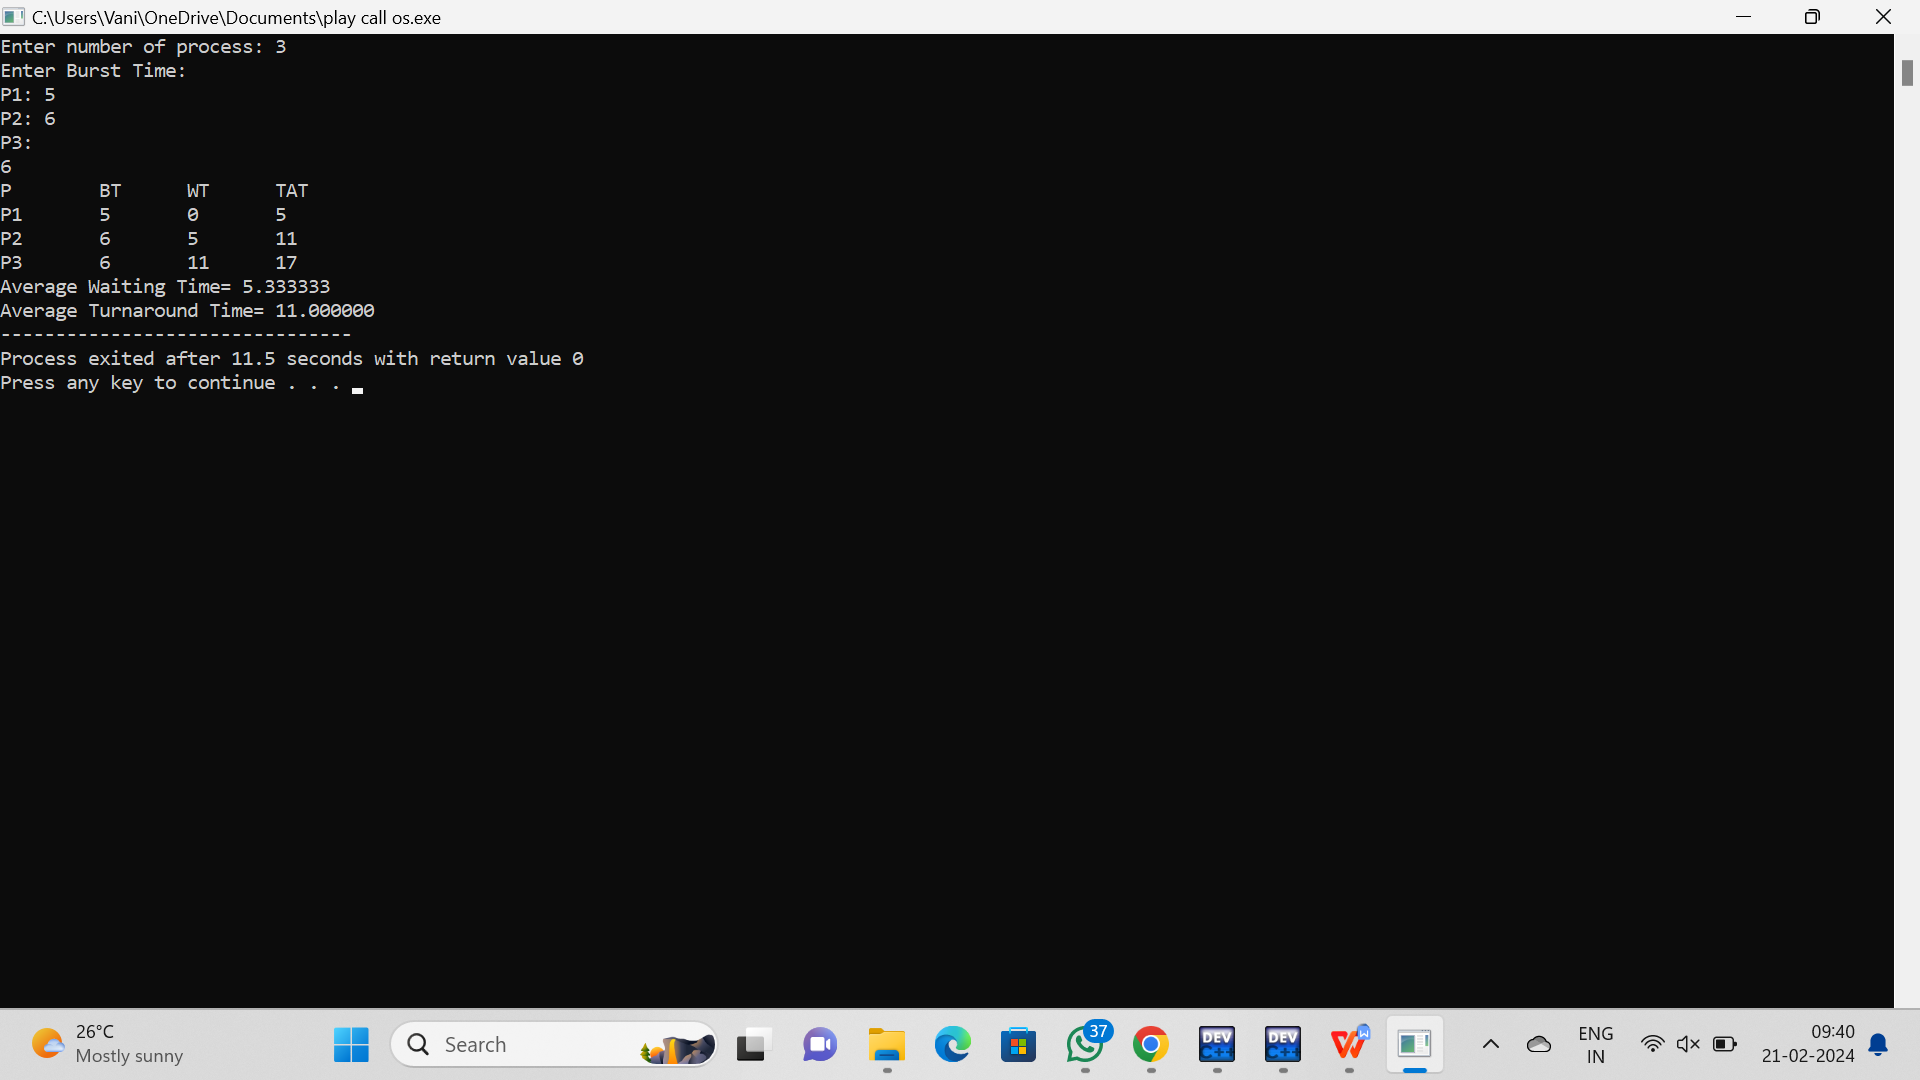 C:\Users\Vani\OneDrive\Documents\play call os.exe
Enter number of process: 3
Enter Burst Time:
P1: 5
P2: 6
P3:
6
P BT WT TAT
P1 5 0 5
P2 6 5 11
P3 6 11 17
Average Waiting Time= 5.333333
Average Turnaround Time= 11.000000
--------------------------------
Process exited after 11.5 seconds with return value 0
Press any key to continue . . .
26°C
Mostly sunny
Search
37
DEV
C++
DEV
C++
W
ENG
IN
09:40
21-02-2024